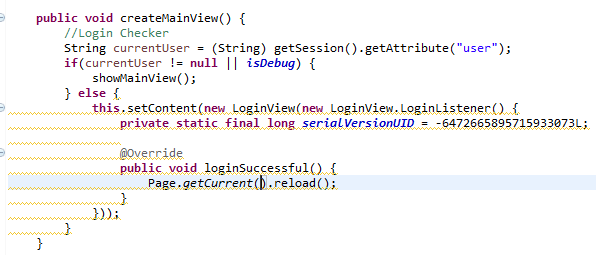 public void createMainView() {
//Login Checker
String currentUser = (String) getSession().getAttribute("user");
if(currentUser != null || isDebug) {
showMainView();
} else {
this.setContent(new LoginView(new LoginView.LoginListener() {
private static final long serialVersionUID = -6472665895715933073L;
@Override
public void loginSuccessful() {
Page.getCurrent().reload();
}
}));
}
}